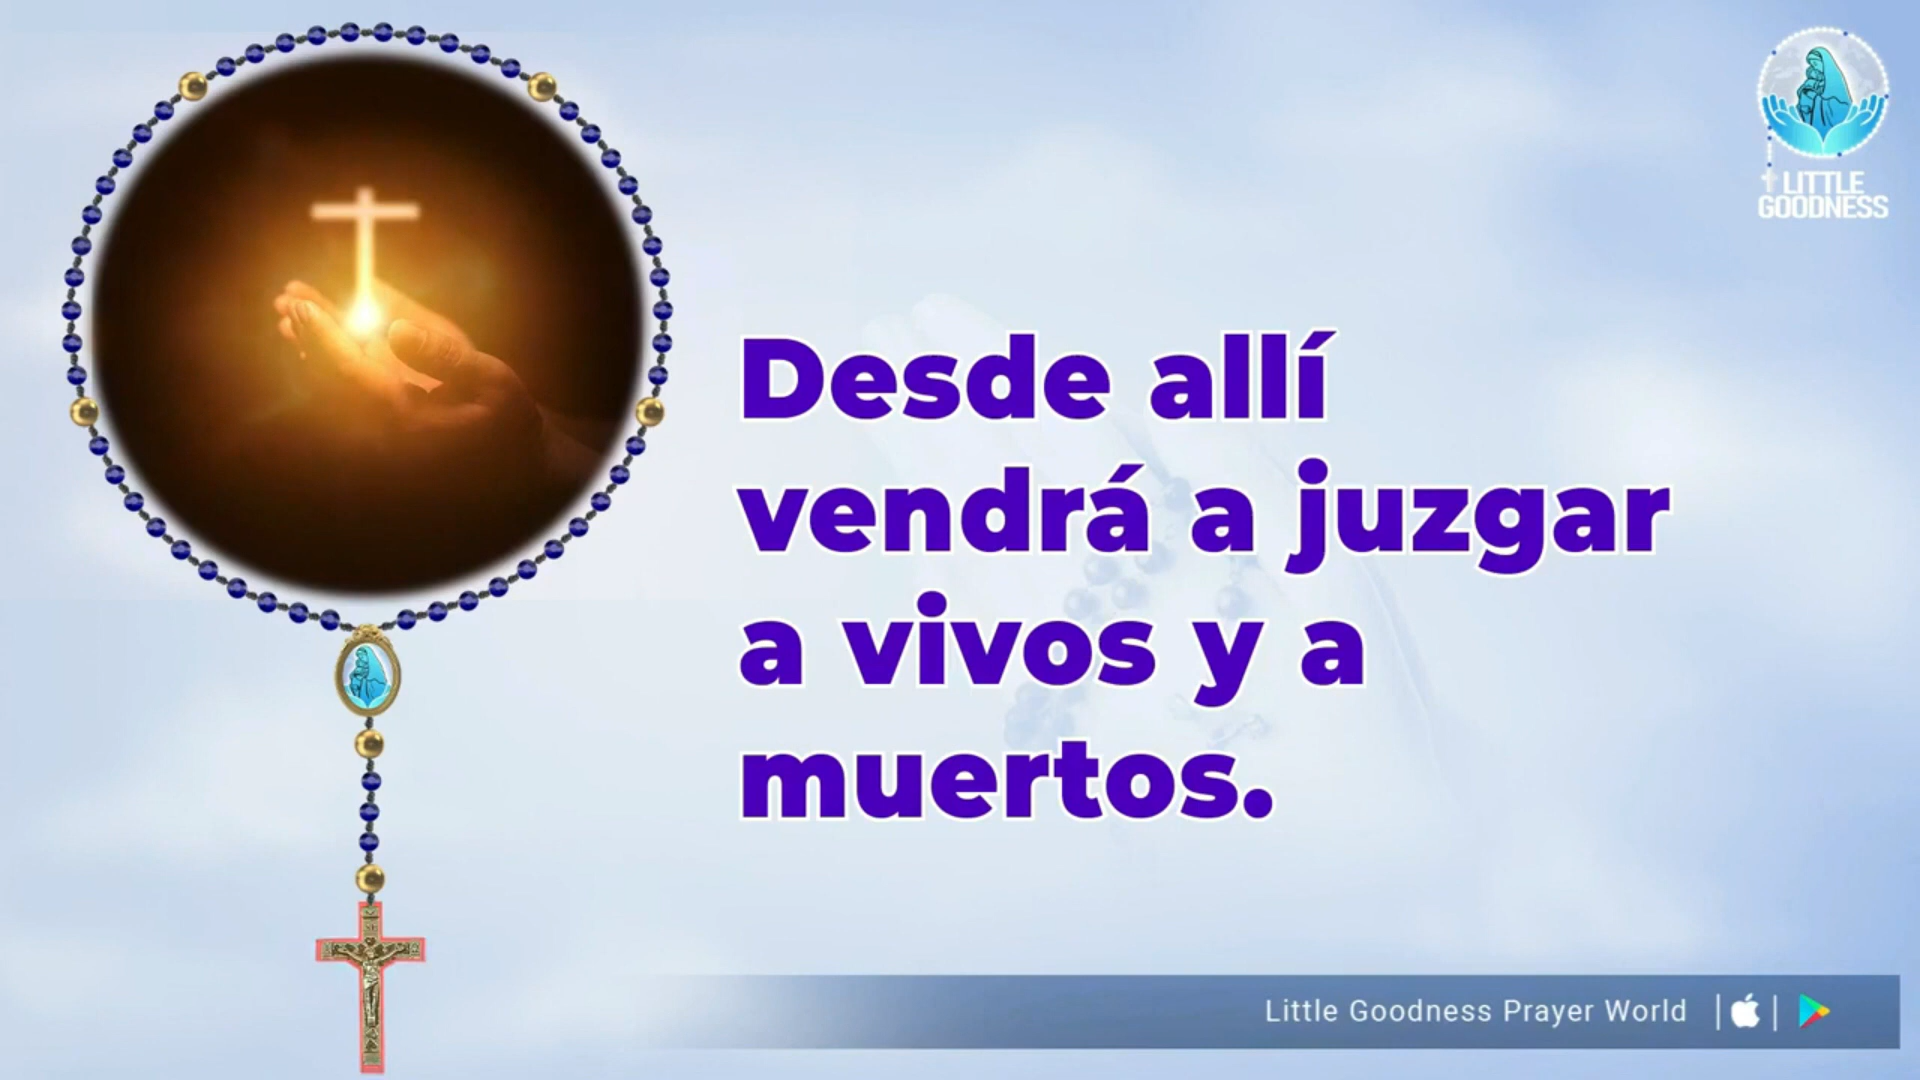 LITTLE
GOODNESS
Desde allí
vendrá a juzgar
a vivos y a
muertos.
Little Goodness Prayer World